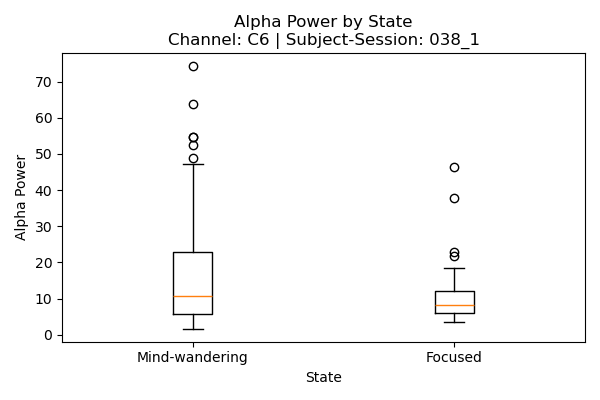 Alpha Power by State
Channel: C6 | Subject-Session: 038_1
Alpha Power
70
60
50
40
30
20
10
0
Mind-wandering
Focused
State